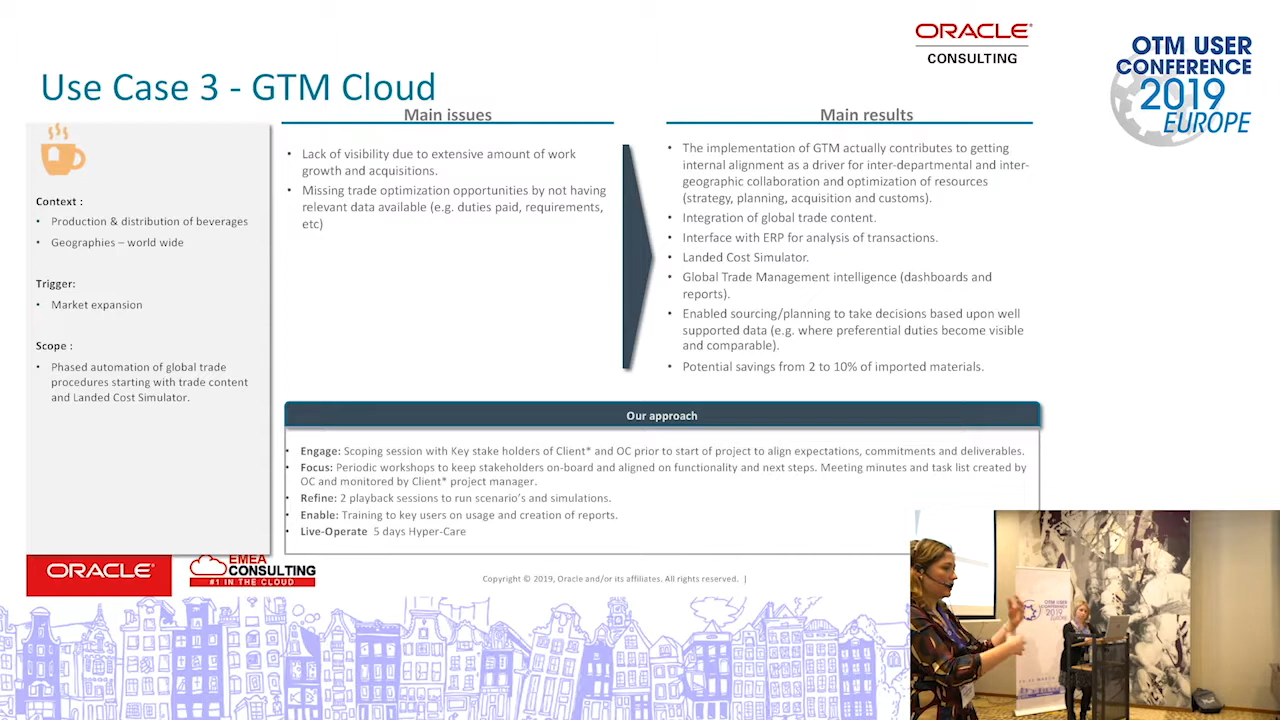 ORACLE
CONSULTING
OTM USER
CONFERENCE
2019
EUROPE
Use Case 3 - GTM Cloud
Context :
• Production & distribution of beverages
• Geographies – world wide
Trigger:
• Market expansion
Scope :
• Phased automation of global trade
procedures starting with trade content
and Landed Cost Simulator.
Main issues
• Lack of visibility due to extensive amount of work
growth and acquisitions.
• Missing trade optimization opportunities by not having
relevant data available (e.g. duties paid, requirements,
etc)
Main results
• The implementation of GTM actually contributes to getting
internal alignment as a driver for inter-departmental and inter-
geographic collaboration and optimization of resources
(strategy, planning, acquisition and customs).
• Integration of global trade content.
• Interface with ERP for analysis of transactions.
• Landed Cost Simulator.
• Global Trade Management intelligence (dashboards and
reports).
• Enabled sourcing/planning to take decisions based upon well
supported data (e.g. where preferential duties become visible
and comparable).
• Potential savings from 2 to 10% of imported materials.
Our approach
• Engage: Scoping session with Key stake holders of Client* and OC prior to start of project to align expectations, commitments and deliverables.
• Focus: Periodic workshops to keep stakeholders on-board and aligned on functionality and next steps. Meeting minutes and task list created by
OC and monitored by Client* project manager.
• Refine: 2 playback sessions to run scenario's and simulations.
• Enable: Training to key users on usage and creation of reports.
• Live-Operate 5 days Hyper-Care
ORACLE
EMEA
CONSULTING
#1 IN THE CLOUD
Copyright © 2019, Oracle and/or its affiliates. All rights reserved. |
OTM USER
CONFERENCE
2019